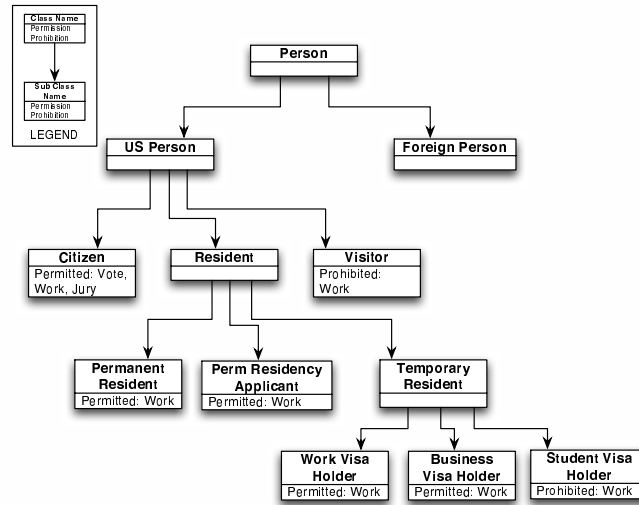 Class Name
Permission
Prohibition
Sub Class
Name
Permission
Prohibition
LEGEND
Person
US Person
Foreign Person
Citizen
Permitted: Vote,
Work, Jury
Resident
Visitor
Prohibited:
Work
Permanent
Resident
Permitted: Work
Perm Residency
Applicant
Permitted: Work
Temporary
Resident
Work Visa
Holder
Permitted: Work
Business
Visa Holder
Permitted: Work
Student Visa
Holder
Prohibited: Work